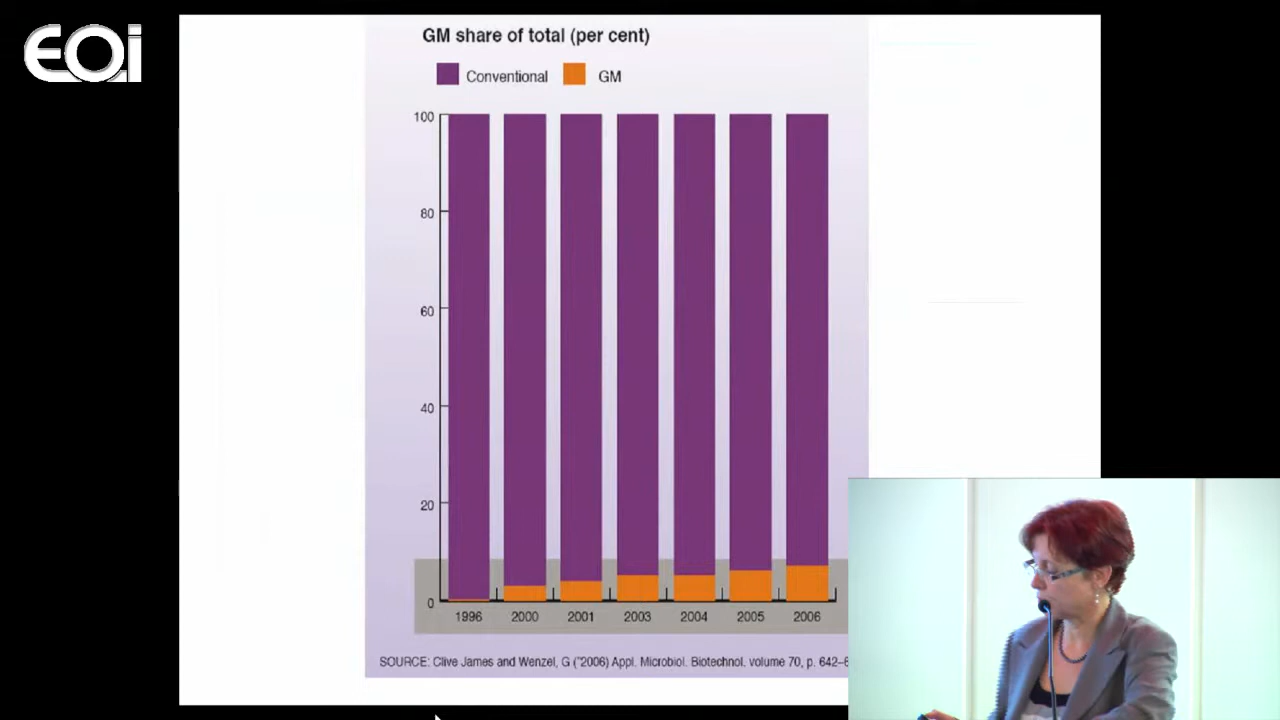 EOi
GM share of total (per cent)
Conventional GM
100
80
60
40
20
0
1996 2000 2001 2003 2004 2005 2006
SOURCE: Clive James and Wenzel, G ("2006) Appl. Microbiol. Biotechnol. volume 70, p. 642–